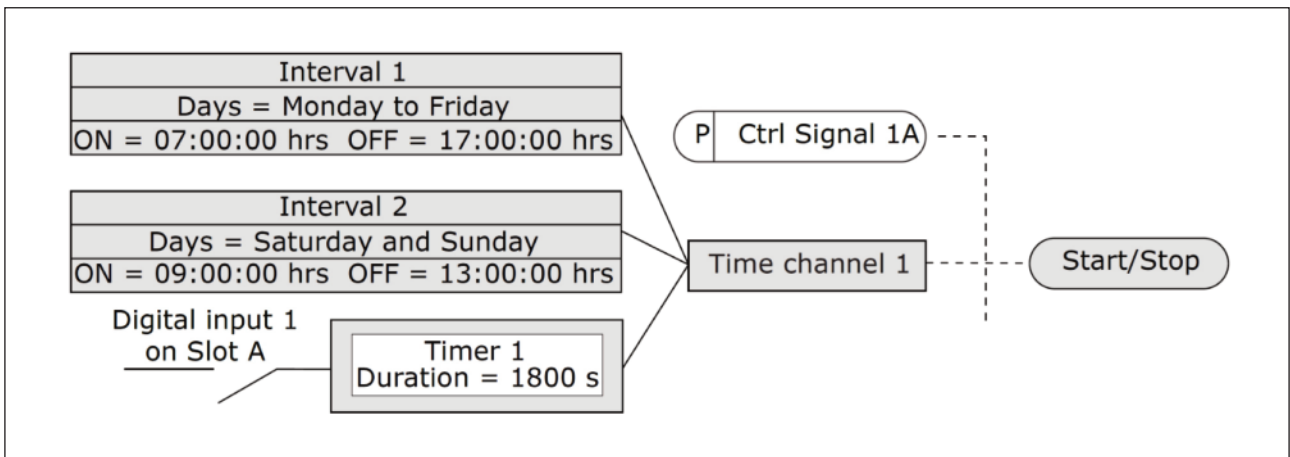 Interval 1
Days = Monday to Friday
ON = 07:00:00 hrs OFF = 17:00:00 hrs
P Ctrl Signal 1A
Interval 2
Days = Saturday and Sunday
ON = 09:00:00 hrs OFF = 13:00:00 hrs
Time channel 1
Start/Stop
Digital input 1
on Slot A
Timer 1
Duration = 1800 s